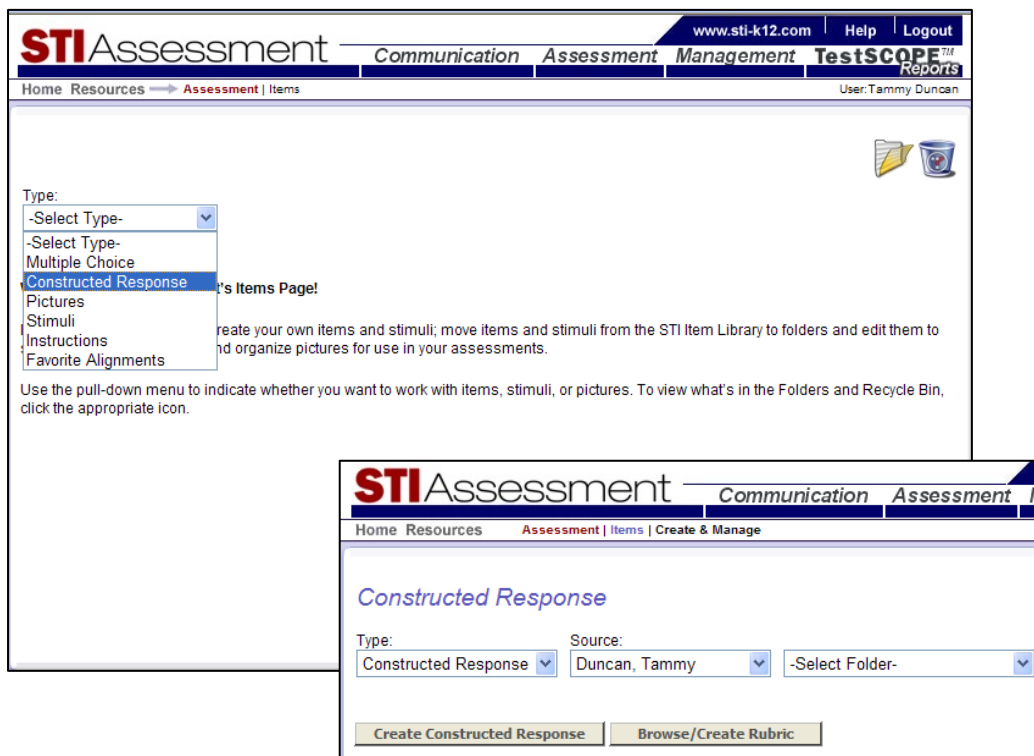 www.sti-k12.com Help Logout
STIAssessment
Communication Assessment Management TestSCOPE™ Reports
Home Resources Assessment | Items User:Tammy Duncan
Type:
-Select Type-
-Select Type-
Multiple Choice
Constructed Response
Pictures
Stimuli
Instructions
Favorite Alignments
t's Items Page!
reate your own items and stimuli; move items and stimuli from the STI Item Library to folders and edit them to
nd organize pictures for use in your assessments.
Use the pull-down menu to indicate whether you want to work with items, stimuli, or pictures. To view what's in the Folders and Recycle Bin,
click the appropriate icon.
STIAssessment
Communication Assessment
Home Resources Assessment | Items | Create & Manage
Constructed Response
Type: Source:
Constructed Response Duncan, Tammy -Select Folder-
Create Constructed Response Browse/Create Rubric